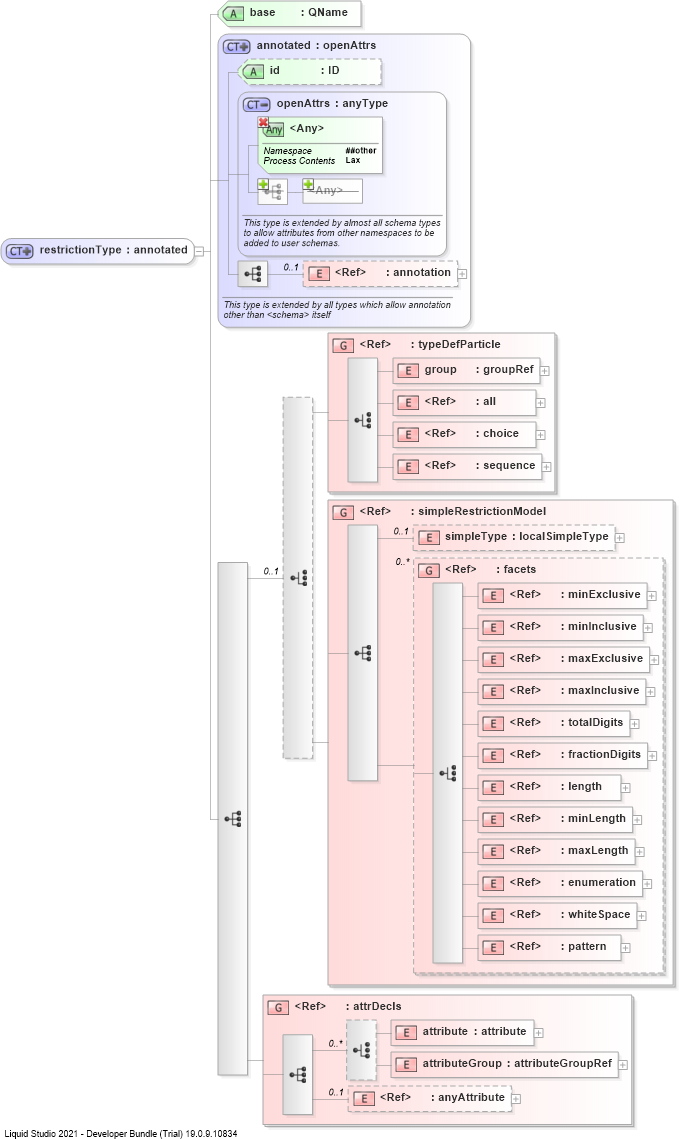 A base : QName
CT annotated : openAttrs
A id : ID
CT openAttrs : anyType
Any <Any>
Namespace ##other
Process Contents Lax
<Any>
This type is extended by almost all schema types
to allow attributes from other namespaces to be
added to user schemas.
CT restrictionType : annotated
0..1 E <Ref> : annotation
This type is extended by all types which allow annotation
other than <schema> itself
G <Ref> : typeDefParticle
E group : groupRef
E <Ref> : all
E <Ref> : choice
E <Ref> : sequence
G <Ref> : simpleRestrictionModel
0..1 E simpleType : localSimpleType
0..*
G <Ref> : facets
0..1
E <Ref> : minExclusive
E <Ref> : minInclusive
E <Ref> : maxExclusive
E <Ref> : maxInclusive
E <Ref> : totalDigits
E <Ref> : fractionDigits
E <Ref> : length
E <Ref> : minLength
E <Ref> : maxLength
E <Ref> : enumeration
E <Ref> : whiteSpace
E <Ref> : pattern
G <Ref> : attrDecls
E attribute : attribute
0..*
E attributeGroup : attributeGroupRef
0..1 E <Ref> : anyAttribute
Liquid Studio 2021 - Developer Bundle (Trial) 19.0.9.10834